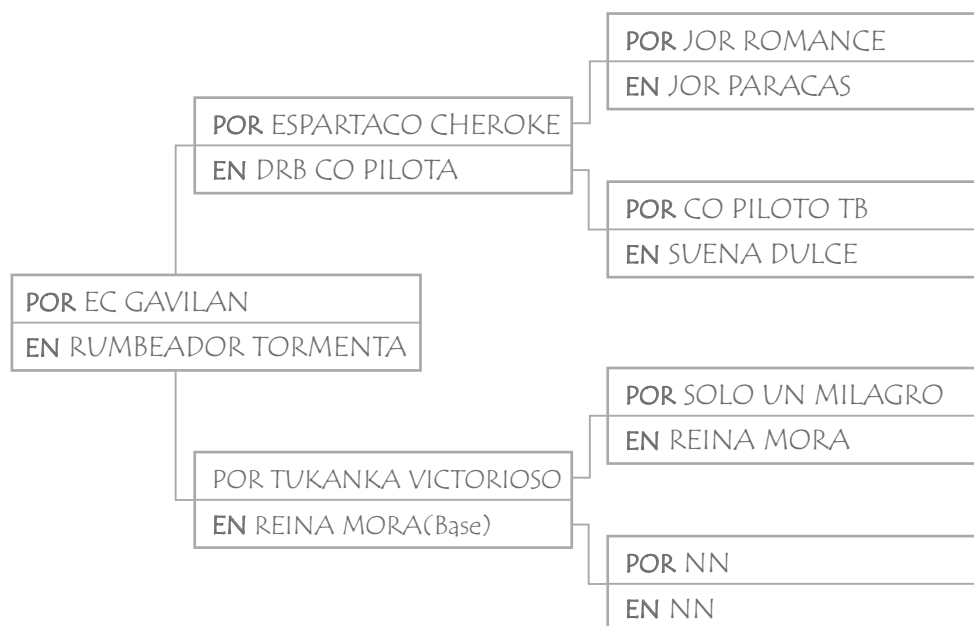 POR JOR ROMANCE
EN JOR PARACAS
POR ESPARTACO CHEROKE
EN DRB CO PILOTA
POR CO PILOTO TB
EN SUENA DULCE
POR EC GAVILAN
EN RUMBEADOR TORMENTA
POR SOLO UN MILAGRO
EN REINA MORA
POR TUKANKA VICTORIOSO
EN REINA MORA(Base)
POR NN
EN NN